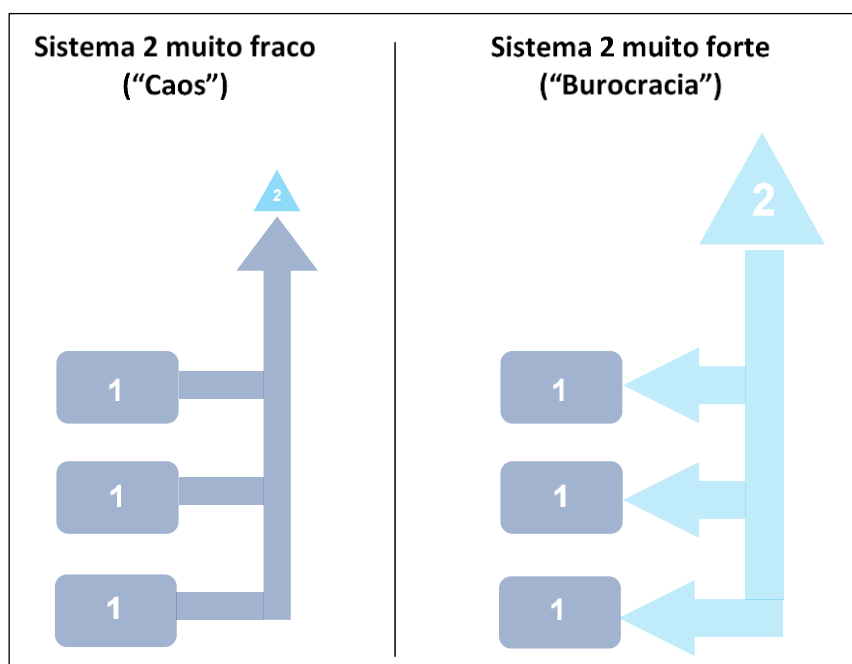 Sistema 2 muito fraco
(“Caos”)
2
1
1
1
Sistema 2 muito forte
(“Burocracia”)
2
1
1
1